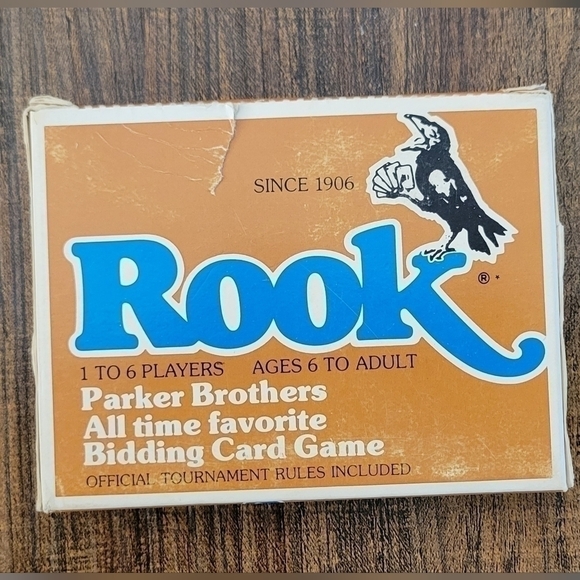 SINCE 1906
Rook ®*
1 TO 6 PLAYERS AGES 6 TO ADULT
Parker Brothers
All time favorite
Bidding Card Game
OFFICIAL TOURNAMENT RULES INCLUDED